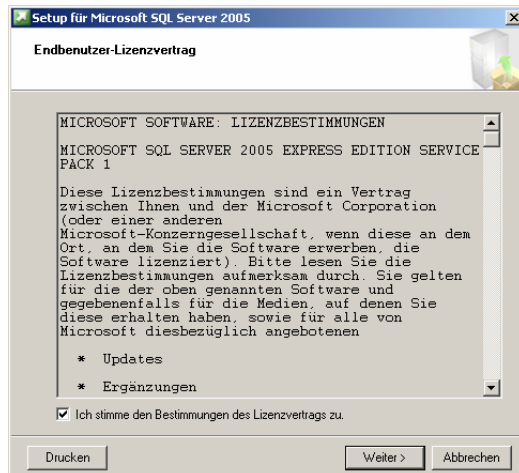 Setup für Microsoft SQL Server 2005
Endbenutzer-Lizenzvertrag
MICROSOFT SOFTWARE: LIZENZBESTIMMUNGEN
MICROSOFT SQL SERVER 2005 EXPRESS EDITION SERVICE
PACK 1
Diese Lizenzbestimmungen sind ein Vertrag
zwischen Ihnen und der Microsoft Corporation
(oder einer anderen
Microsoft-Konzerngesellschaft, wenn diese an dem
Ort, an dem Sie die Software erwerben, die
Software lizenziert). Bitte lesen Sie die
Lizenzbestimmungen aufmerksam durch. Sie gelten
für die der oben genannten Software und
gegebenenfalls für die Medien, auf denen Sie
diese erhalten haben, sowie für alle von
Microsoft diesbezüglich angebotenen
* Updates
* Ergänzungen
Ich stimme den Bestimmungen des Lizenzvertrags zu.
Drucken
Weiter >
Abbrechen